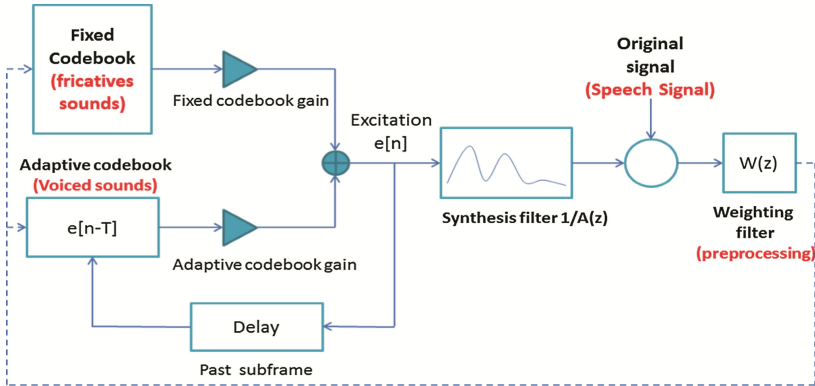 Fixed
Codebook
(fricatives
sounds)
Fixed codebook gain
Adaptive codebook
(Voiced sounds)
e[n-T]
Adaptive codebook gain
Delay
Past subframe
Excitation
e[n]
Synthesis filter 1/A(z)
Original
signal
(Speech Signal)
W(z)
Weighting
filter
(preprocessing)